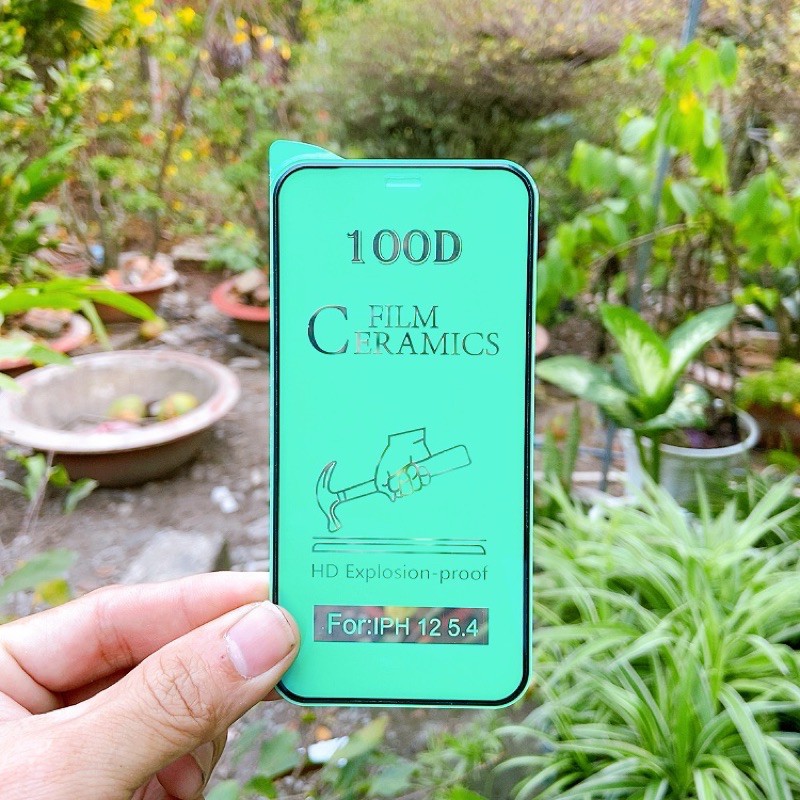 100D
FILM
CERAMICS
HD Explosion-proof
For:IPH 12 5.4